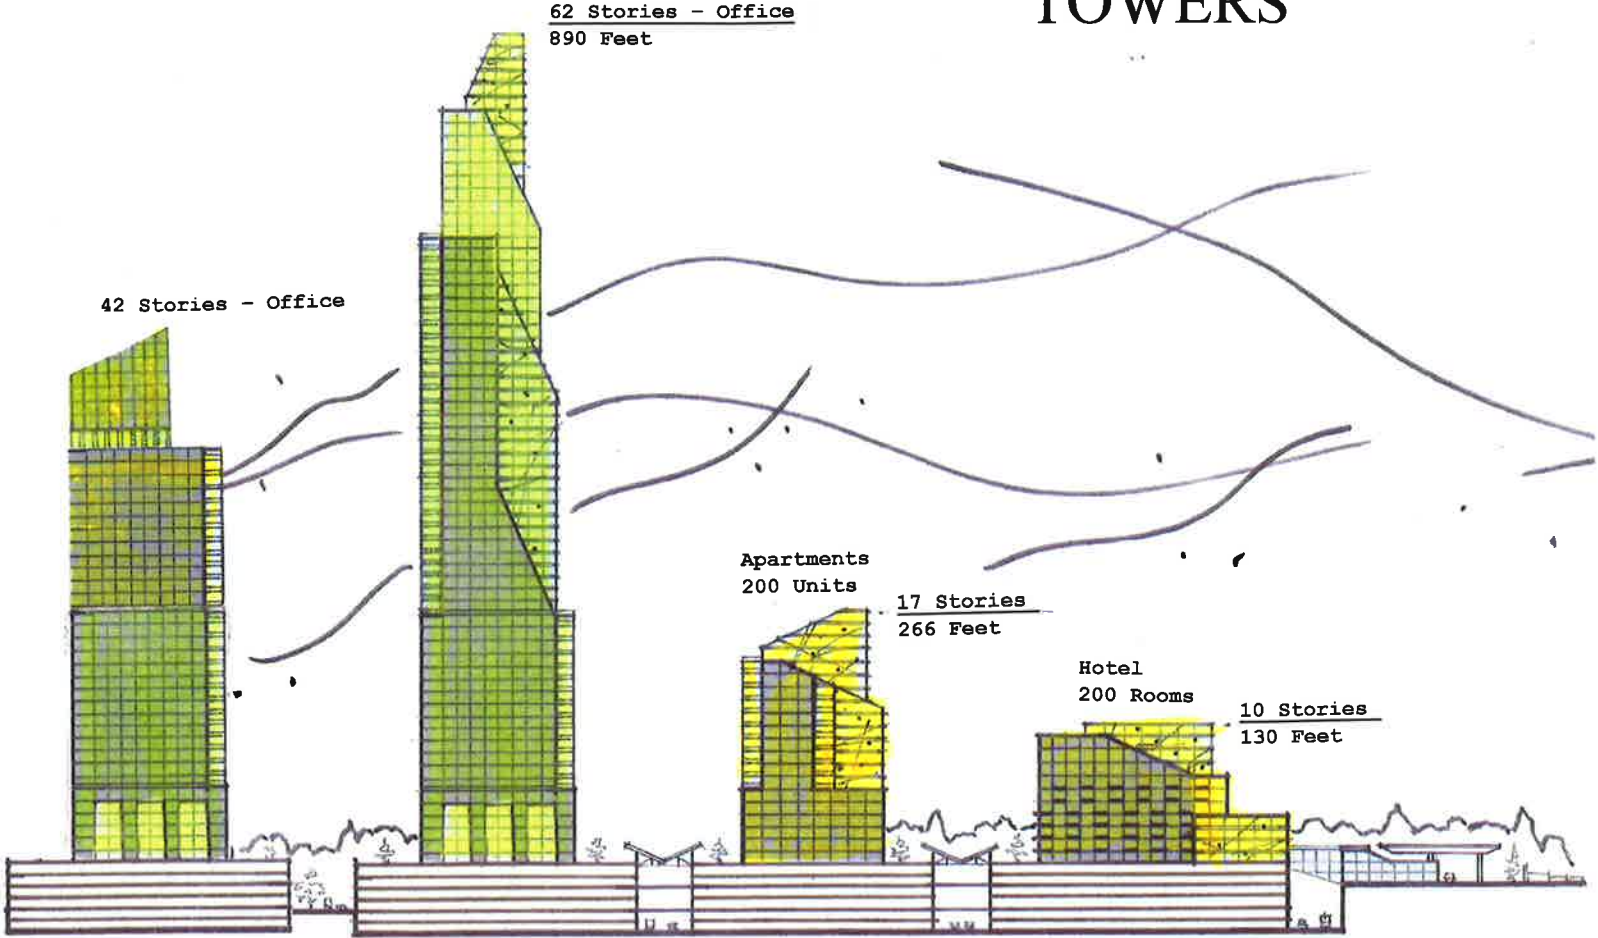 TOWERS
62 Stories - Office
890 Feet
42 Stories - Office
Apartments
200 Units
17 Stories
266 Feet
Hotel
200 Rooms
10 Stories
130 Feet